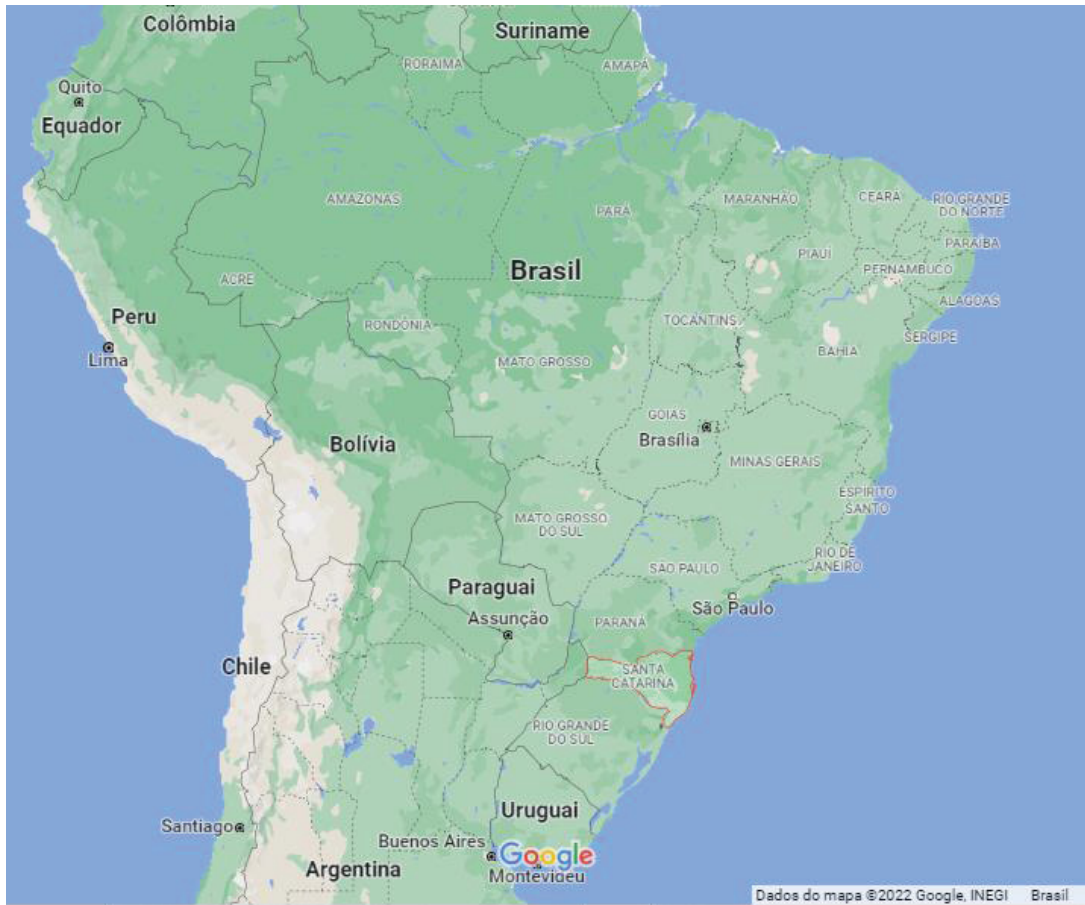 Colômbia
Suriname
RORAIMA
AMAPÁ
Quito
Equador
AMAZONAS
PARÁ
MARANHÃO
CEARÁ
RIO GRANDE
DO NORTE
PARAÍBA
PIAUÍ
PERNAMBUCO
ACRE
Brasil
ALAGOAS
Peru
RONDÔNIA
TOCANTINS
SERGIPE
Lima
MATO GROSSO
BAHIA
GOIÁS
Bolívia
Brasília
MINAS GERAIS
ESPÍRITO
SANTO
MATO GROSSO
DO SUL
RIO DE
JANEIRO
SÃO PAULO
Paraguai
São Paulo
Assunção
PARANÁ
Chile
SANTA
CATARINA
RIO GRANDE
DO SUL
Uruguai
Santiago
Buenos Aires
Google
Argentina
Montevidéu
Dados do mapa ©2022 Google, INEGI Brasil